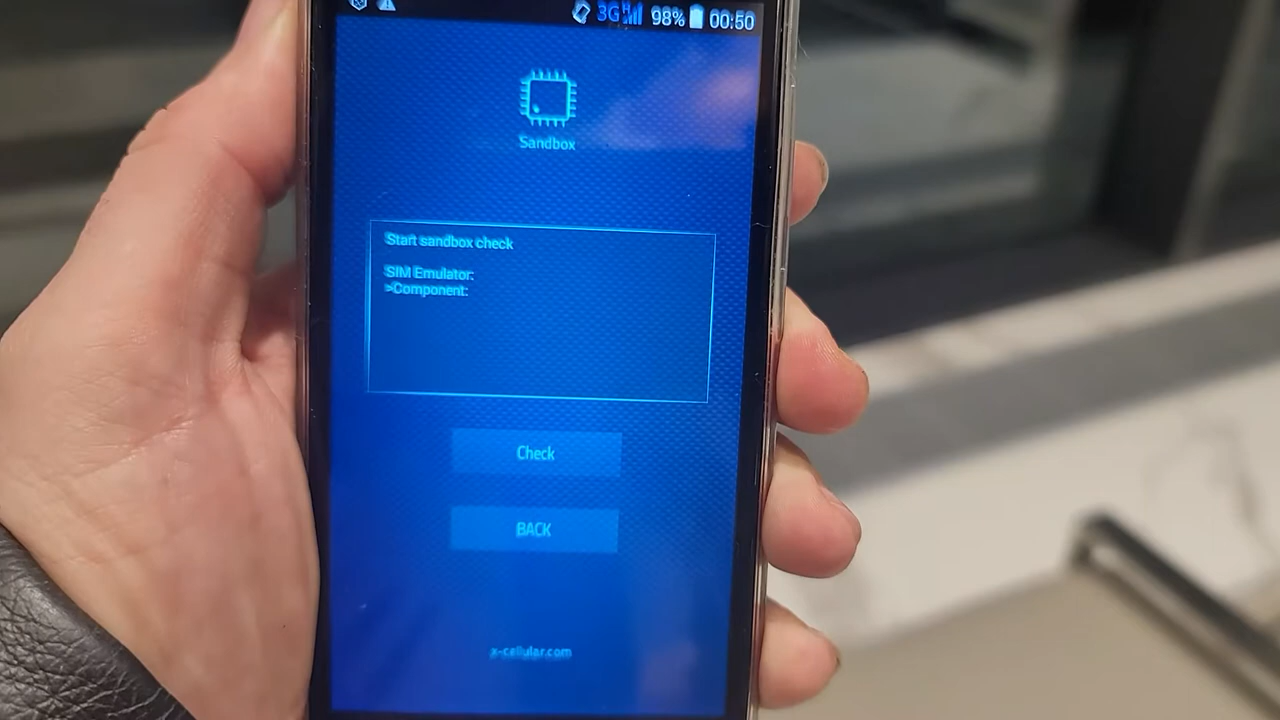 3G 98% 00:50
Sandbox
Start sandbox check
SIM Emulator:
>Component:
Check
BACK
x-cellular.com